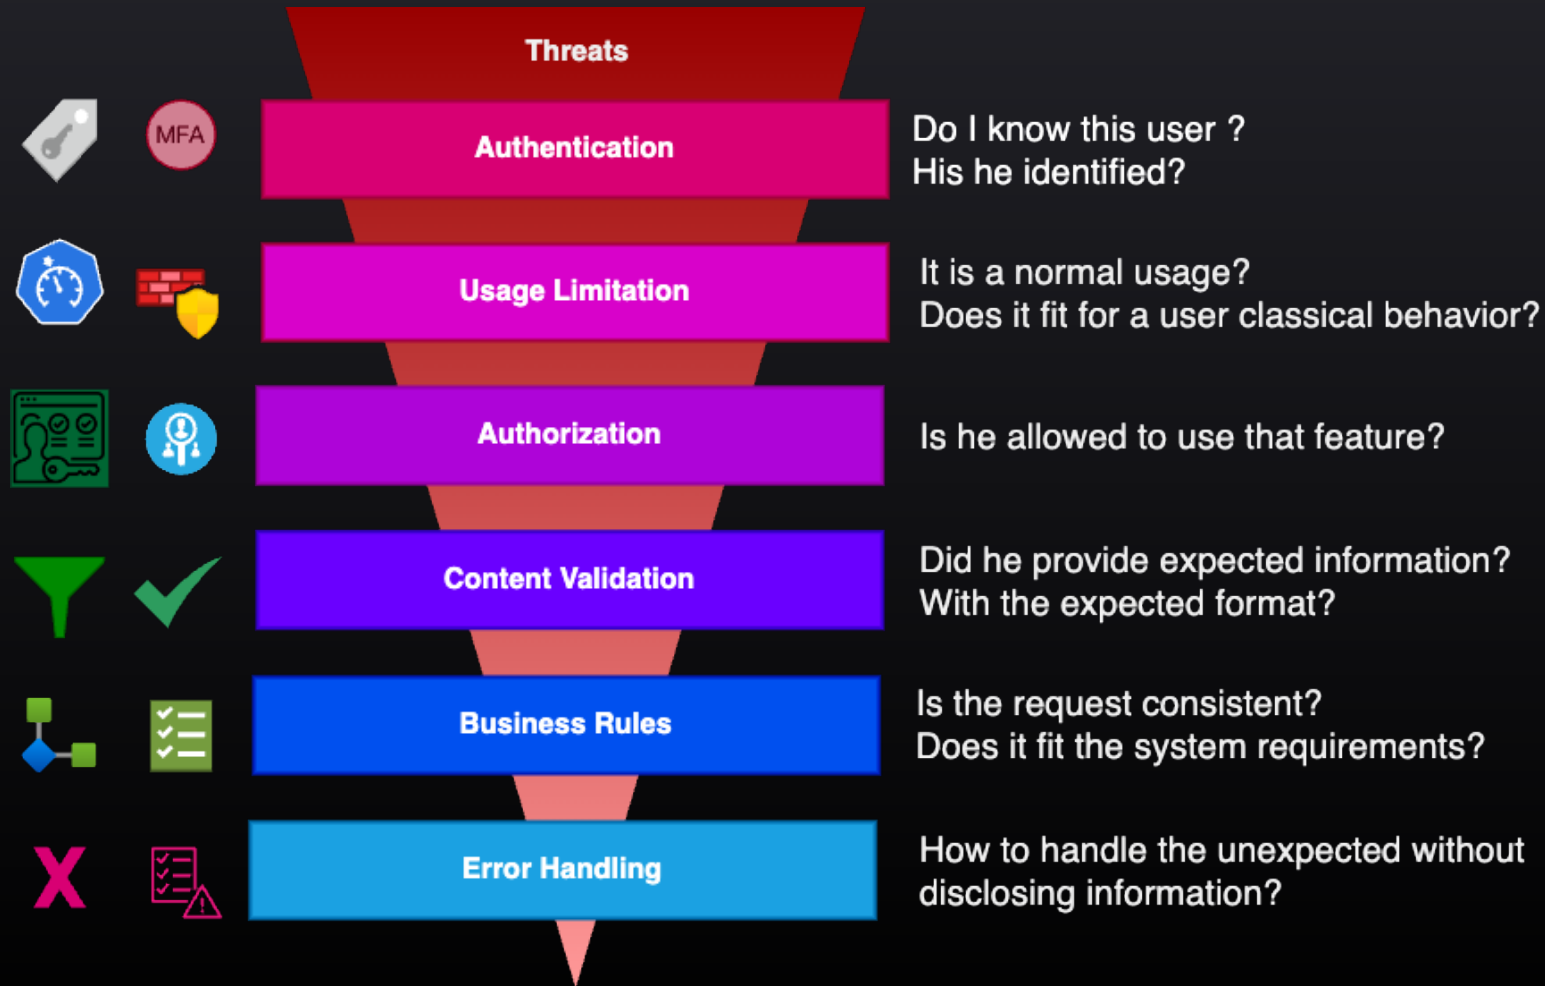 Threats
MFA
Authentication
Do I know this user ?
His he identified?
Usage Limitation
It is a normal usage?
Does it fit for a user classical behavior?
Authorization
Is he allowed to use that feature?
Content Validation
Did he provide expected information?
With the expected format?
Business Rules
Is the request consistent?
Does it fit the system requirements?
X
Error Handling
How to handle the unexpected without
disclosing information?